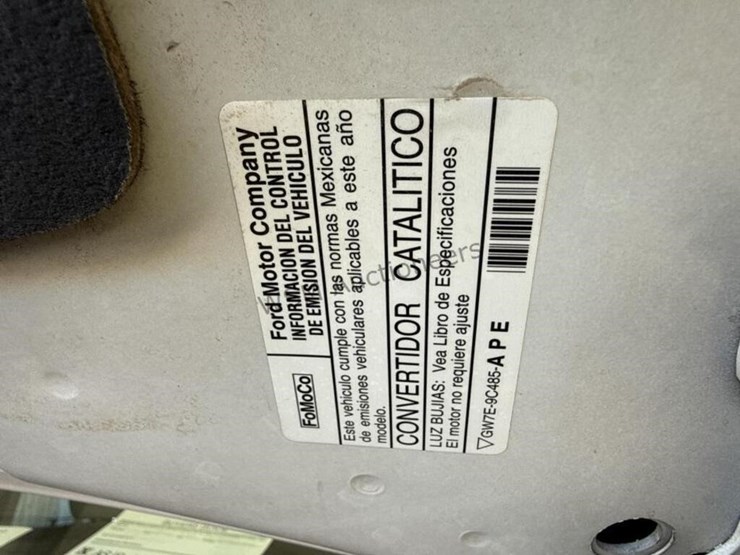 Ford Motor Company
INFORMACION DEL CONTROL
DE EMISION DEL VEHICULO
FoMoCo
Este vehiculo cumple con las normas Mexicanas
de emisiones vehiculares aplicables a este año
modelo.
CONVERTIDOR CATALITICO
LUZ BUJIAS: Vea Libro de Especificaciones
El motor no requiere ajuste
GW7E-9C485-APE